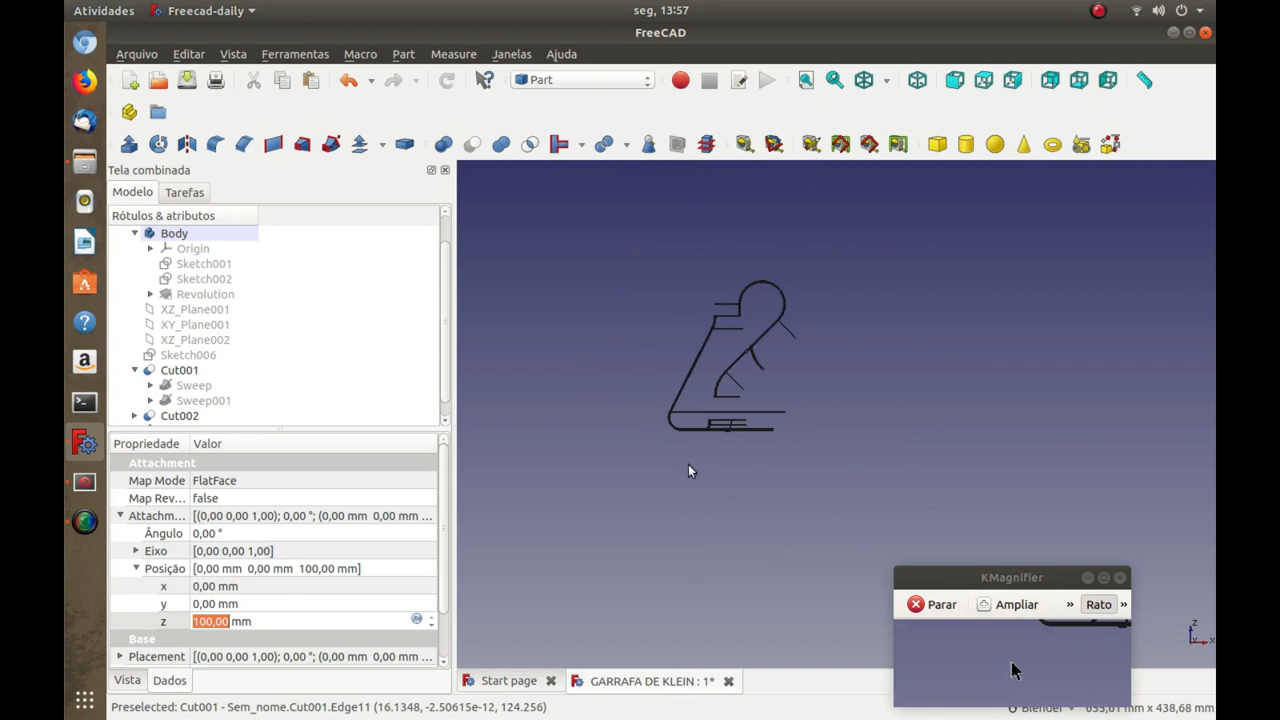 Atividades
Freecad-daily
seg, 13:57
FreeCAD
Arquivo Editar Vista Ferramentas Macro Part Measure Janelas Ajuda
Part
Tela combinada
Modelo Tarefas
Rótulos & atributos
Body
Origin
Sketch001
Sketch002
Revolution
XZ_Plane001
XY_Plane001
XZ_Plane002
Sketch006
Cut001
Sweep
Sweep001
Cut002
Propriedade Valor
Attachment
Map Mode FlatFace
Map Rev... false
Attachm... [(0,00 0,00 1,00); 0,00 °; (0,00 mm 0,00 mm ...
Ângulo 0,00 °
Eixo [0,00 0,00 1,00]
Posição [0,00 mm 0,00 mm 100,00 mm]
x 0,00 mm
y 0,00 mm
z 100,00 mm
Base
Placement [(0,00 0,00 1,00); 0,00 °; (0,00 mm 0,00 mm ...
Vista Dados
Start page
GARRAFA DE KLEIN : 1*
KMagnifier
Parar Ampliar » Rato »
z
x
Preselected: Cut001 - Sem_nome.Cut001.Edge11 (16.1348, -2.50615e-12, 124.256)
mm x 438,68 mm